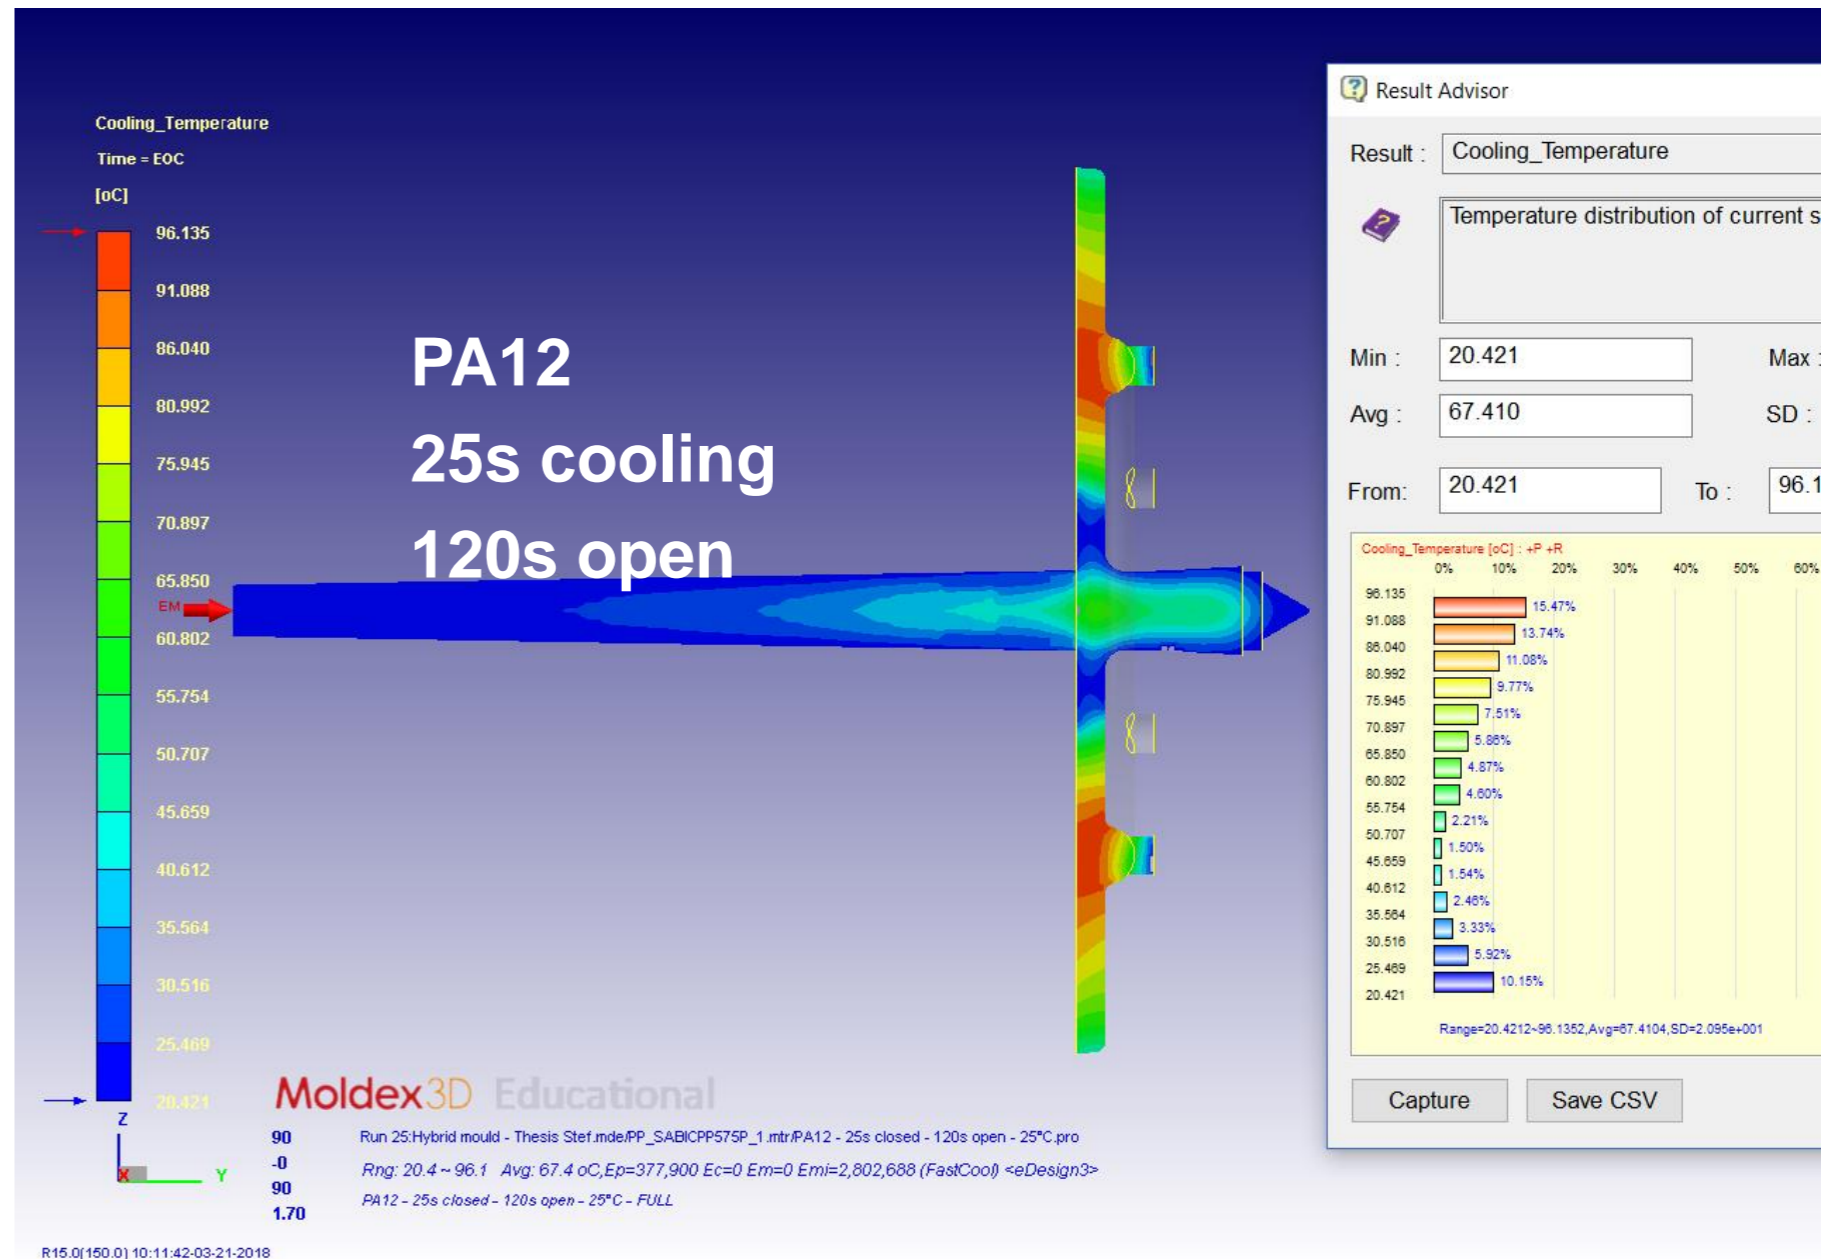 Cooling_Temperature
Time = EOC
[oC]
96.135
91.088
86.040
80.992
75.945
70.897
65.850
60.802
55.754
50.707
45.659
40.612
35.564
30.516
25.469
20.421
EM
PA12
25s cooling
120s open
Z
X
Y
Moldex3D Educational
90
-0
90
1.70
Run 25:Hybrid mould - Thesis Stef.mde/PP_SABICPP575P_1.mtr/PA12 - 25s closed - 120s open - 25°C.pro
Rng: 20.4 ~ 96.1 Avg: 67.4 oC,Ep=377,900 Ec=0 Em=0 Emi=2,802,688 (FastCool) <eDesign3>
PA12 - 25s closed - 120s open - 25°C - FULL
R15.0(150.0) 10:11:42-03-21-2018
Result Advisor
Result : Cooling_Temperature
Temperature distribution of current s
Min : 20.421 Max :
Avg : 67.410 SD :
From: 20.421 To : 96.1
Cooling_Temperature [oC] : +P +R
0% 10% 20% 30% 40% 50% 60%
96.135
15.47%
91.088
13.74%
86.040
11.08%
80.992
9.77%
75.945
7.51%
70.897
5.86%
65.850
4.87%
60.802
4.60%
55.754
2.21%
50.707
1.50%
45.659
1.54%
40.612
2.46%
35.564
3.33%
30.516
5.92%
25.469
10.15%
20.421
Range=20.4212~96.1352,Avg=67.4104,SD=2.095e+001
Capture Save CSV